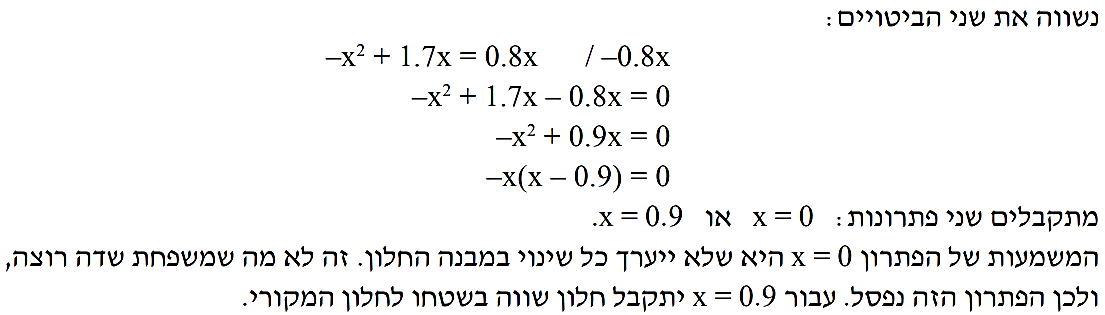 נשווה את שני הביטויים:
–x² + 1.7x = 0.8x / –0.8x
–x² + 1.7x – 0.8x = 0
–x² + 0.9x = 0
–x(x – 0.9) = 0
מתקבלים שני פתרונות: x = 0 או x = 0.9.
המשמעות של הפתרון x = 0 היא שלא ייערך כל שינוי במבנה החלון. זה לא מה שמשפחת שדה רוצה,
ולכן הפתרון הזה נפסל. עבור x = 0.9 יתקבל חלון שווה בשטחו לחלון המקורי.